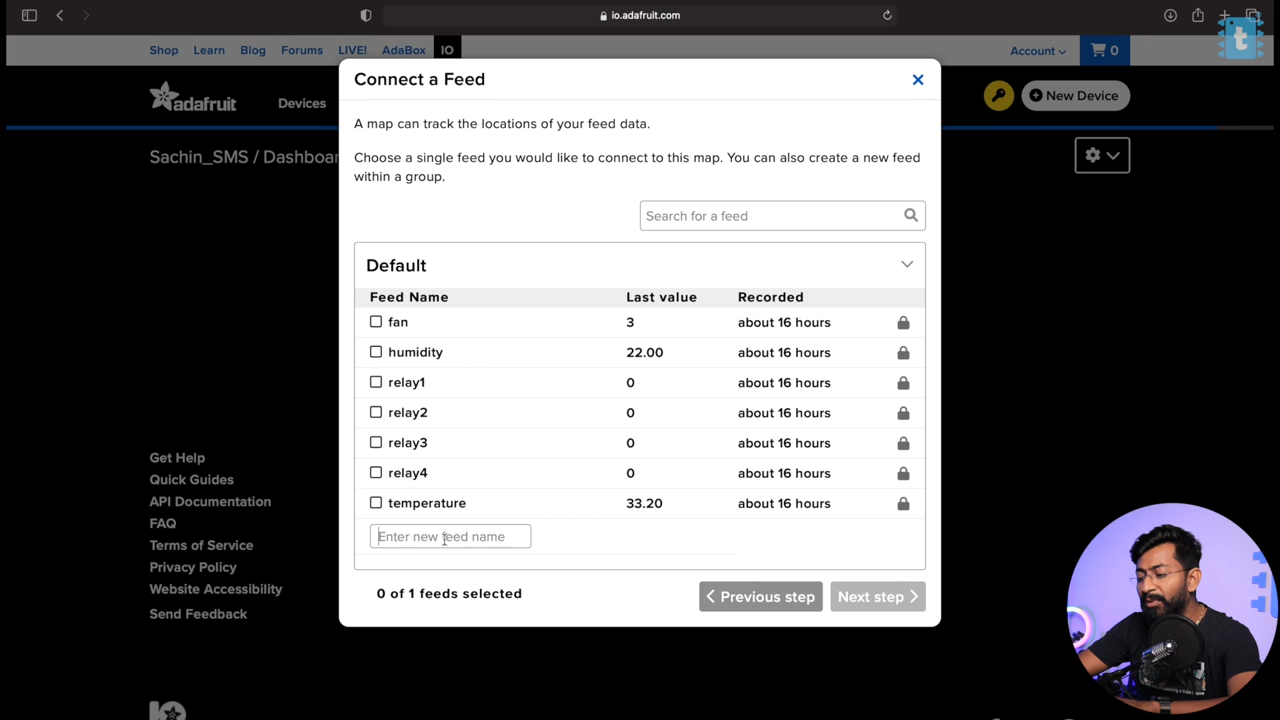 io.adafruit.com
t
Shop Learn Blog Forums LIVE! AdaBox IO Account 0
adafruit Devices New Device
Connect a Feed
A map can track the locations of your feed data.
Sachin_SMS / Dashboar
Choose a single feed you would like to connect to this map. You can also create a new feed
within a group.
Search for a feed
Default
Feed Name Last value Recorded
fan 3 about 16 hours
humidity 22.00 about 16 hours
relay1 0 about 16 hours
relay2 0 about 16 hours
relay3 0 about 16 hours
relay4 0 about 16 hours
temperature 33.20 about 16 hours
Enter new feed name
0 of 1 feeds selected
Previous step Next step
Get Help
Quick Guides
API Documentation
FAQ
Terms of Service
Privacy Policy
Website Accessibility
Send Feedback